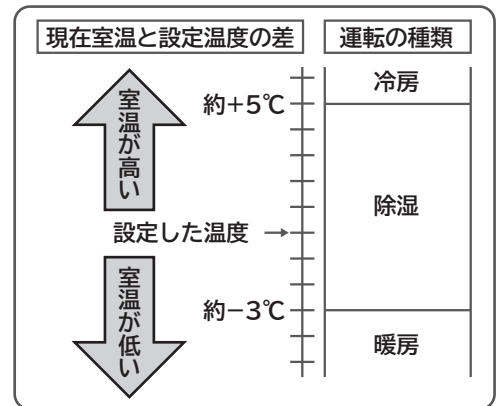 現在室温と設定温度の差
運転の種類
室温が高い
約+5℃
冷房
除湿
設定した温度 →
室温が低い
約−3℃
暖房